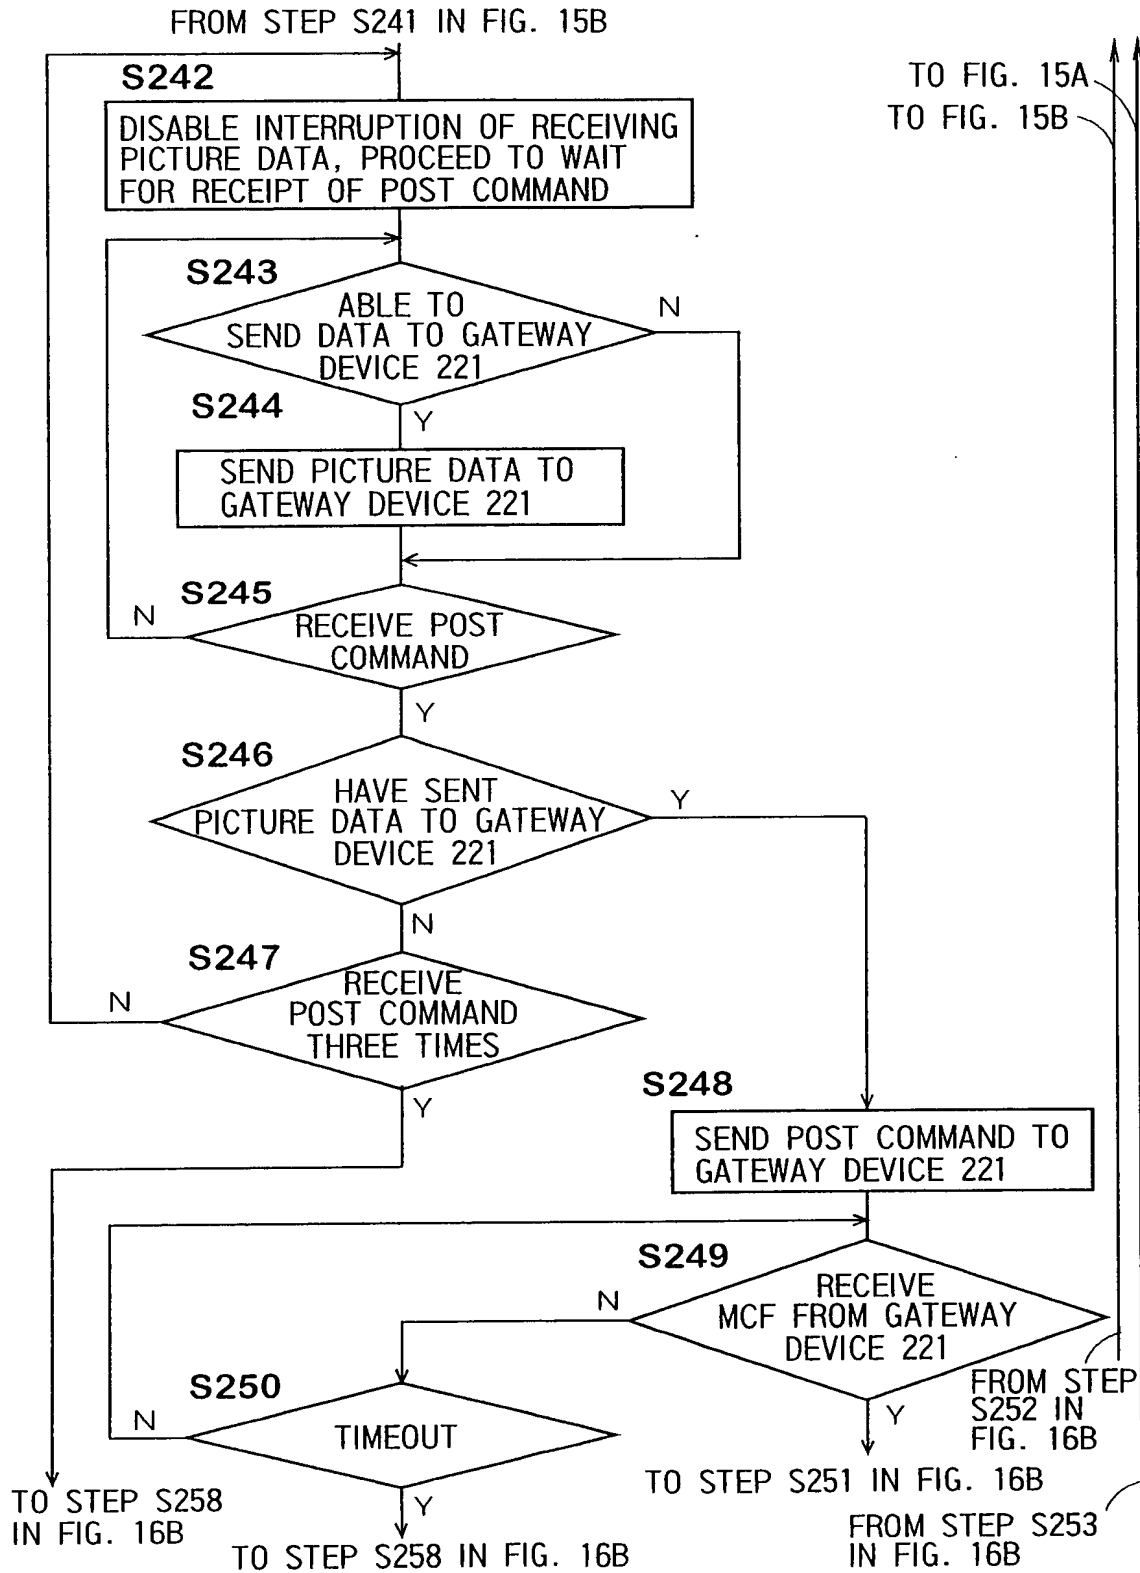 FROM STEP S241 IN FIG. 15B
TO FIG. 15A
TO FIG. 15B
S242
DISABLE INTERRUPTION OF RECEIVING
PICTURE DATA, PROCEED TO WAIT
FOR RECEIPT OF POST COMMAND
S243
ABLE TO
SEND DATA TO GATEWAY
DEVICE 221
N
Y
S244
SEND PICTURE DATA TO
GATEWAY DEVICE 221
S245
N
RECEIVE POST
COMMAND
Y
S246
HAVE SENT
PICTURE DATA TO GATEWAY
DEVICE 221
Y
N
S247
N
RECEIVE
POST COMMAND
THREE TIMES
Y
S248
SEND POST COMMAND TO
GATEWAY DEVICE 221
S249
N
RECEIVE
MCF FROM GATEWAY
DEVICE 221
Y
FROM STEP
S252 IN
FIG. 16B
S250
N
TIMEOUT
Y
TO STEP S251 IN FIG. 16B
TO STEP S258
IN FIG. 16B
TO STEP S258 IN FIG. 16B
FROM STEP S253
IN FIG. 16B